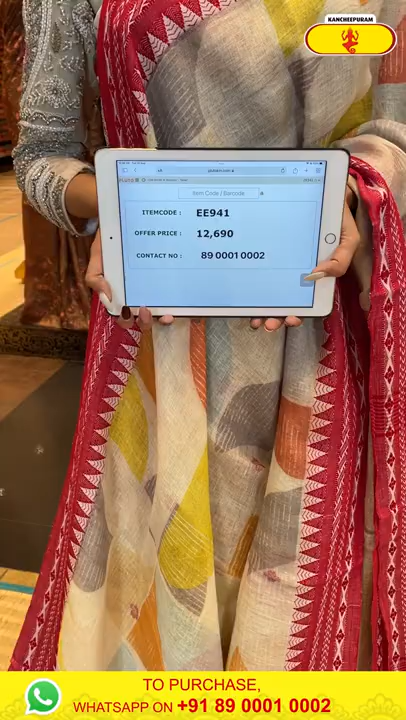 KANCHEEPURAM
Item Code / Barcode
ITEMCODE : EE941
OFFER PRICE : 12,690
CONTACT NO : 89 0001 0002
TO PURCHASE,
WHATSAPP ON +91 89 0001 0002